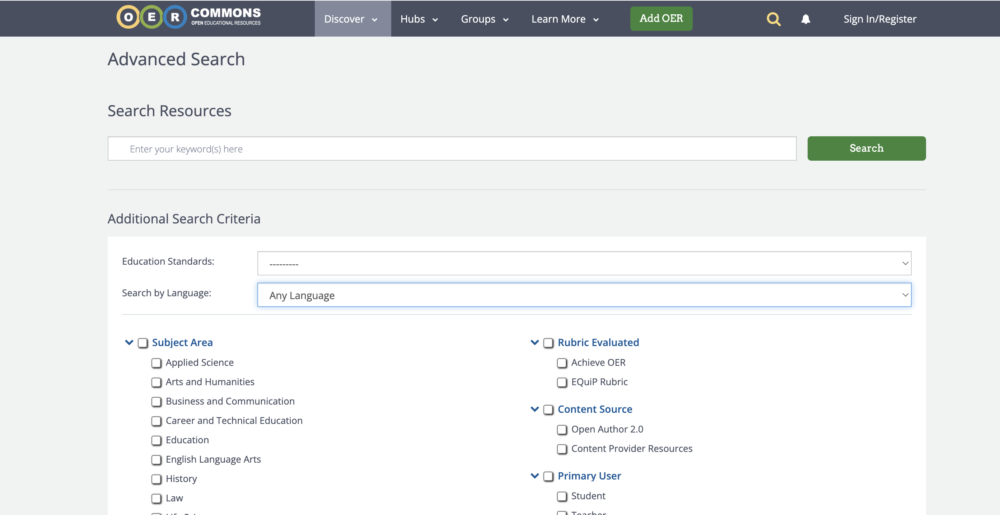 O E R COMMONS
OPEN EDUCATIONAL RESOURCES
Discover Hubs Groups Learn More Add OER Sign In/Register
Advanced Search
Search Resources
Enter your keyword(s) here Search
Additional Search Criteria
Education Standards: ---------
Search by Language: Any Language
Subject Area
Applied Science
Arts and Humanities
Business and Communication
Career and Technical Education
Education
English Language Arts
History
Law
Rubric Evaluated
Achieve OER
EQuiP Rubric
Content Source
Open Author 2.0
Content Provider Resources
Primary User
Student
Teacher